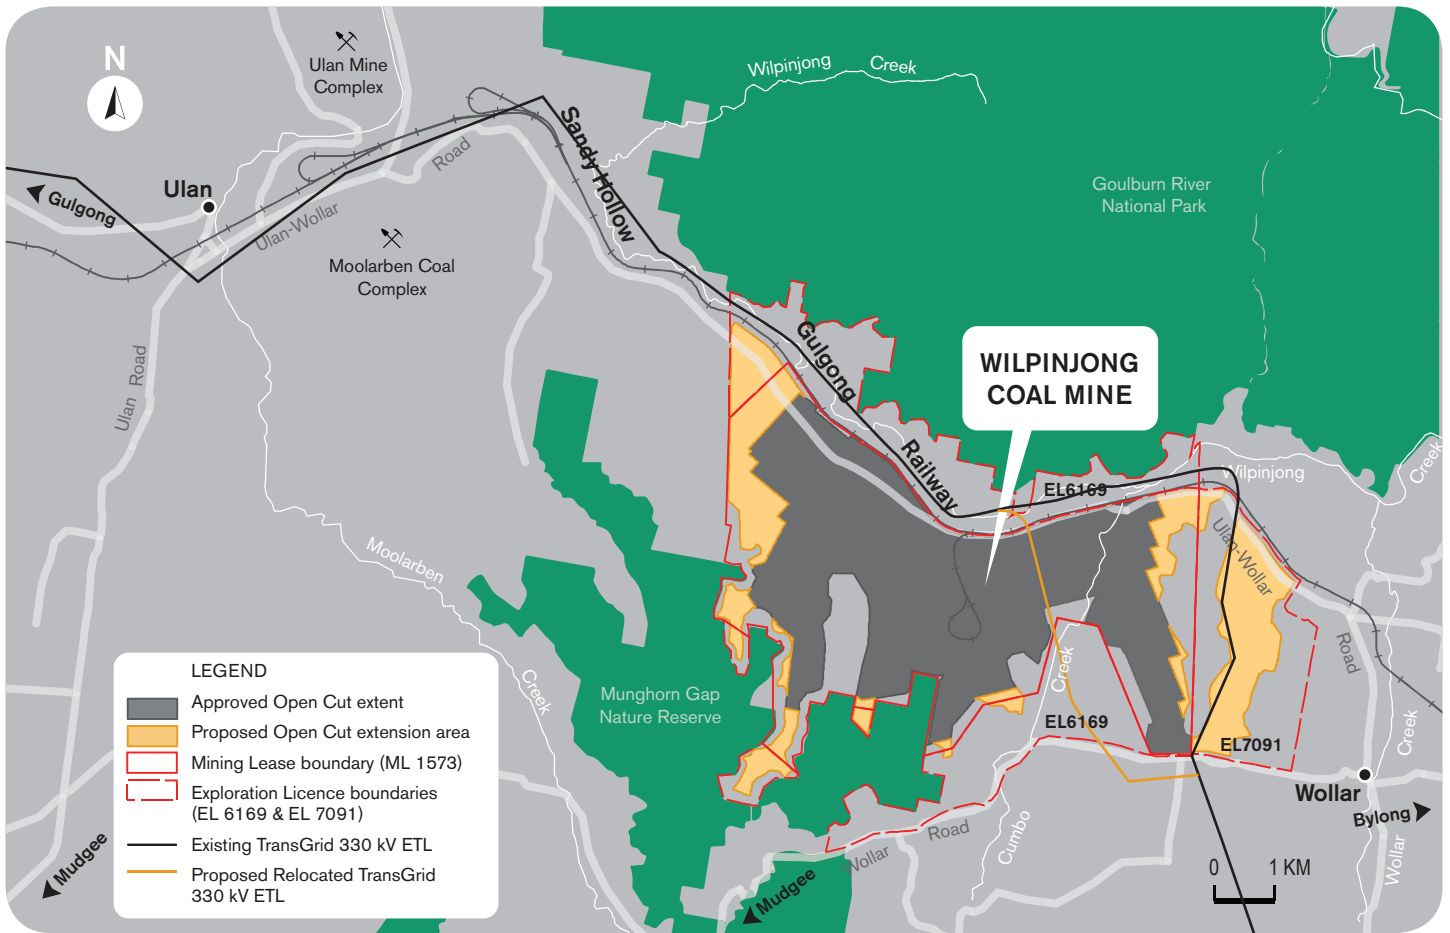 N
Ulan Mine
Complex
Wilpinjong Creek
Sandy Hollow
Road
Goulburn River
National Park
Ulan
Gulgong
Ulan-Wollar
Moolarben Coal
Complex
Gulgong
WILPINJONG
COAL MINE
Ulan Road
Railway
Wilpinjong
Creek
EL6169
Ulan-Wollar
Moolarben
Road
Creek
Creek
Munghorn Gap
Nature Reserve
EL6169
EL7091
Creek
Wollar
Bylong
Cumbo
Road
Wollar
Wollar
Mudgee
Mudgee
0 1 KM
LEGEND
Approved Open Cut extent
Proposed Open Cut extension area
Mining Lease boundary (ML 1573)
Exploration Licence boundaries
(EL 6169 & EL 7091)
Existing TransGrid 330 kV ETL
Proposed Relocated TransGrid
330 kV ETL